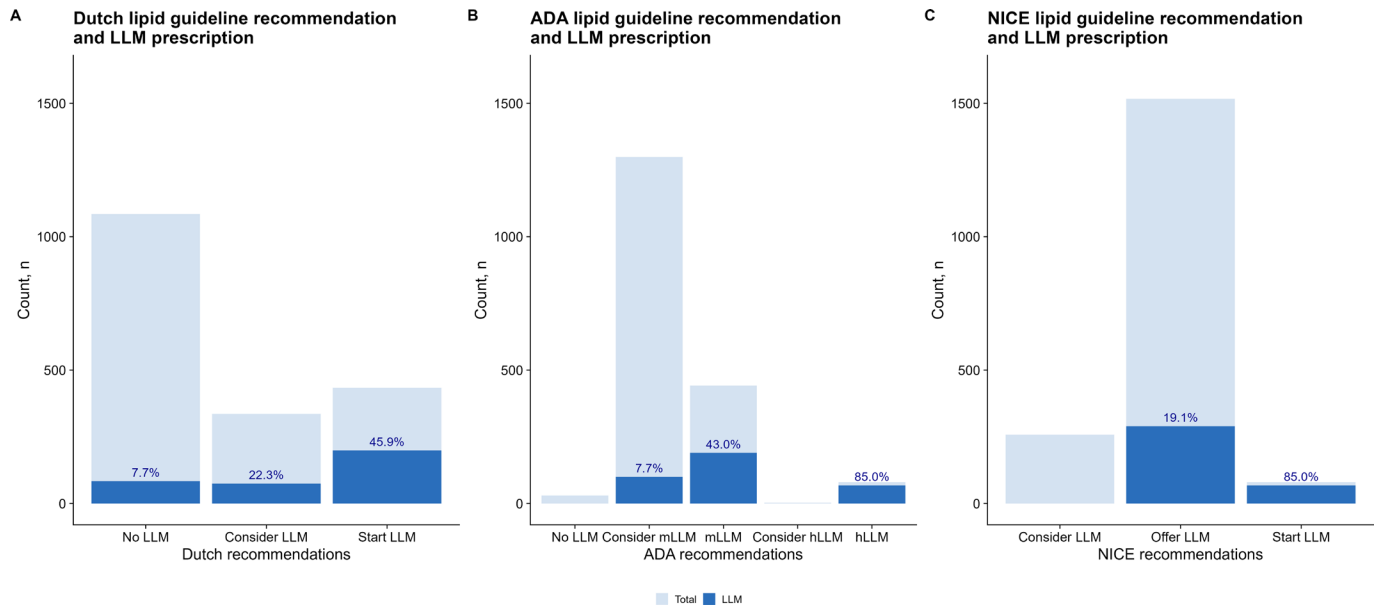 A
Dutch lipid guideline recommendation
and LLM prescription
1500
1000
500
0
Count, n
7.7%
22.3%
45.9%
No LLM
Consider LLM
Start LLM
Dutch recommendations
B
ADA lipid guideline recommendation
and LLM prescription
1500
1000
500
0
Count, n
7.7%
43.0%
85.0%
No LLM
Consider mLLM
mLLM
Consider hLLM
hLLM
ADA recommendations
C
NICE lipid guideline recommendation
and LLM prescription
1500
1000
500
0
Count, n
19.1%
85.0%
Consider LLM
Offer LLM
Start LLM
NICE recommendations
Total
LLM